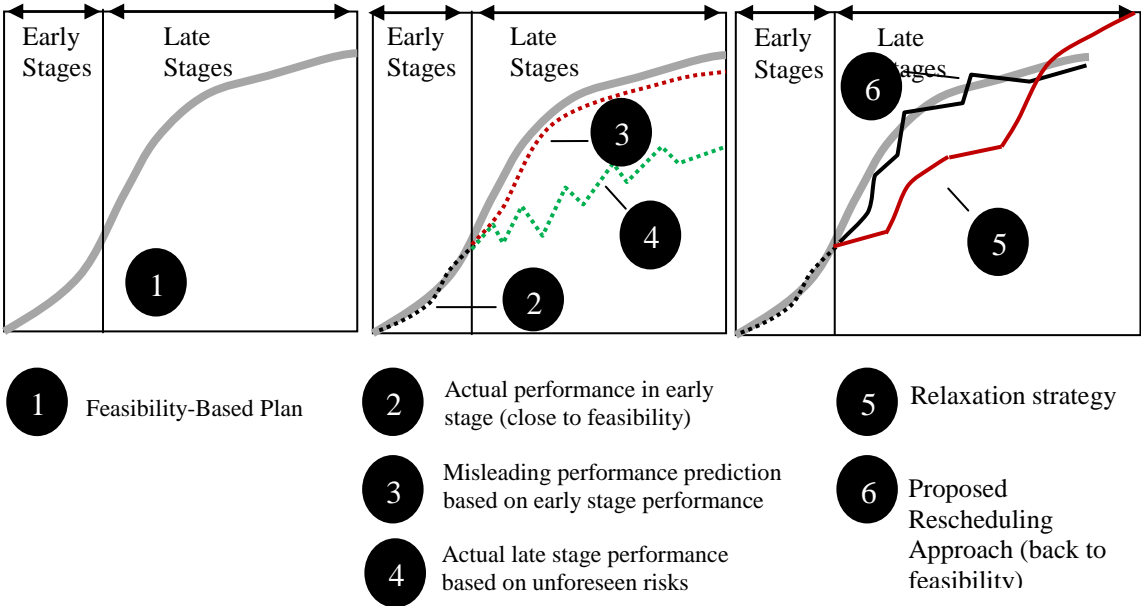 Early
Stages
Late
Stages
1
Early
Stages
Late
Stages
3
4
2
Early
Stages
Late
Stages
6
5
1
Feasibility-Based Plan
2
Actual performance in early
stage (close to feasibility)
3
Misleading performance prediction
based on early stage performance
4
Actual late stage performance
based on unforeseen risks
5
Relaxation strategy
6
Proposed
Rescheduling
Approach (back to
feasibility)